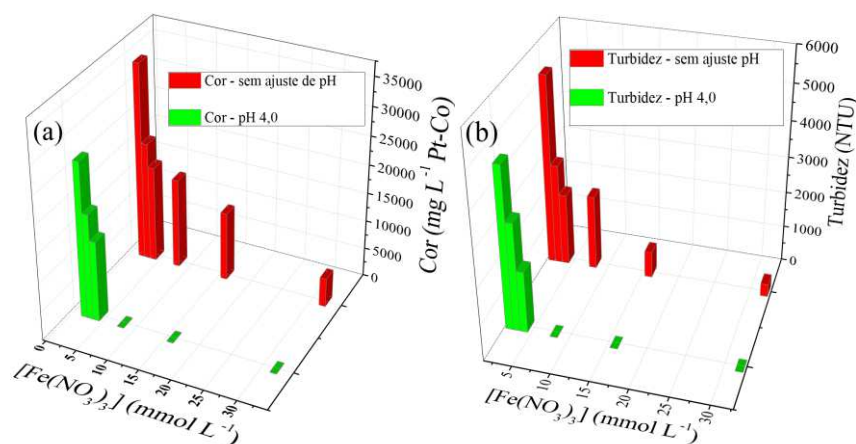 (a)
Cor - sem ajuste de pH
Cor - pH 4,0
35000
30000
25000
20000
15000
10000
5000
0
Cor (mg L⁻¹ Pt-Co)
0
5
10
15
20
25
30
[Fe(NO₃)₃] (mmol L⁻¹)
(b)
Turbidez - sem ajuste pH
Turbidez - pH 4,0
6000
5000
4000
3000
2000
1000
0
Turbidez (NTU)
5
10
15
20
25
30
[Fe(NO₃)₃] (mmol L⁻¹)